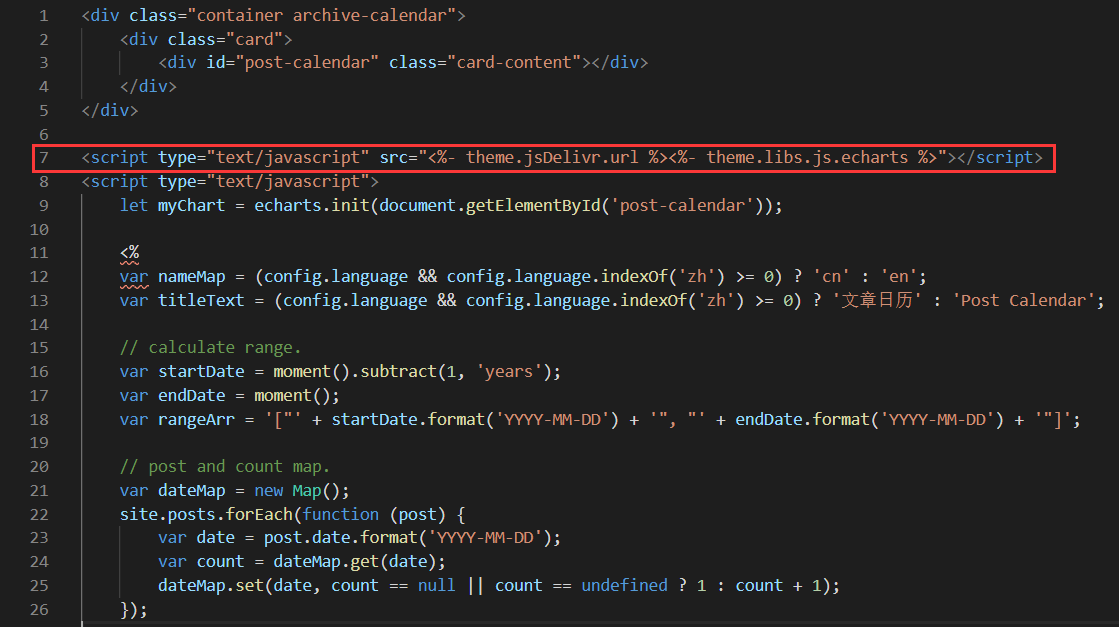 1 <div class="container archive-calendar">
2 <div class="card">
3 <div id="post-calendar" class="card-content"></div>
4 </div>
5 </div>
6
7 <script type="text/javascript" src="<%- theme.jsDelivr.url %><%- theme.libs.js.echarts %>"></script>
8 <script type="text/javascript">
9 let myChart = echarts.init(document.getElementById('post-calendar'));
10
11 <%
12 var nameMap = (config.language && config.language.indexOf('zh') >= 0) ? 'cn' : 'en';
13 var titleText = (config.language && config.language.indexOf('zh') >= 0) ? '文章日历' : 'Post Calendar';
14
15 // calculate range.
16 var startDate = moment().subtract(1, 'years');
17 var endDate = moment();
18 var rangeArr = '["' + startDate.format('YYYY-MM-DD') + '", "' + endDate.format('YYYY-MM-DD') + '"]';
19
20 // post and count map.
21 var dateMap = new Map();
22 site.posts.forEach(function (post) {
23 var date = post.date.format('YYYY-MM-DD');
24 var count = dateMap.get(date);
25 dateMap.set(date, count == null || count == undefined ? 1 : count + 1);
26 });